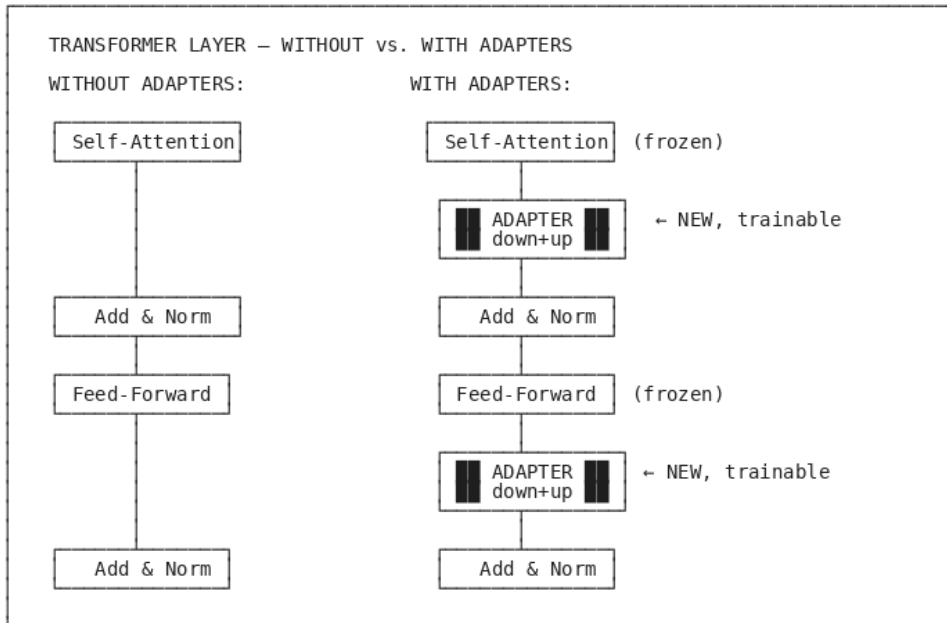 TRANSFORMER LAYER — WITHOUT vs. WITH ADAPTERS
WITHOUT ADAPTERS: WITH ADAPTERS:
Self-Attention Self-Attention (frozen)
ADAPTER ← NEW, trainable
down+up
Add & Norm Add & Norm
Feed-Forward Feed-Forward (frozen)
ADAPTER ← NEW, trainable
down+up
Add & Norm Add & Norm